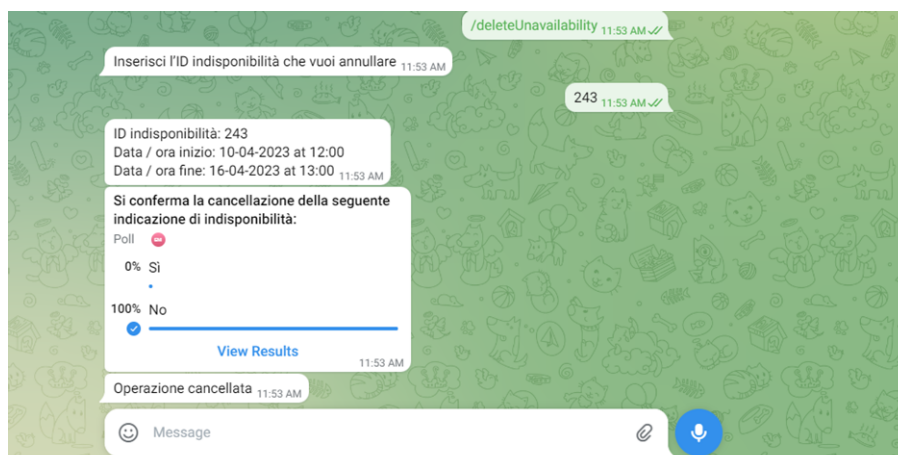 /deleteUnavailability 11:53 AM
Inserisci l'ID indisponibilità che vuoi annullare 11:53 AM
243 11:53 AM
ID indisponibilità: 243
Data / ora inizio: 10-04-2023 at 12:00
Data / ora fine: 16-04-2023 at 13:00 11:53 AM
Si conferma la cancellazione della seguente
indicazione di indisponibilità:
Poll
0% Sì
100% No
View Results
11:53 AM
Operazione cancellata 11:53 AM
Message